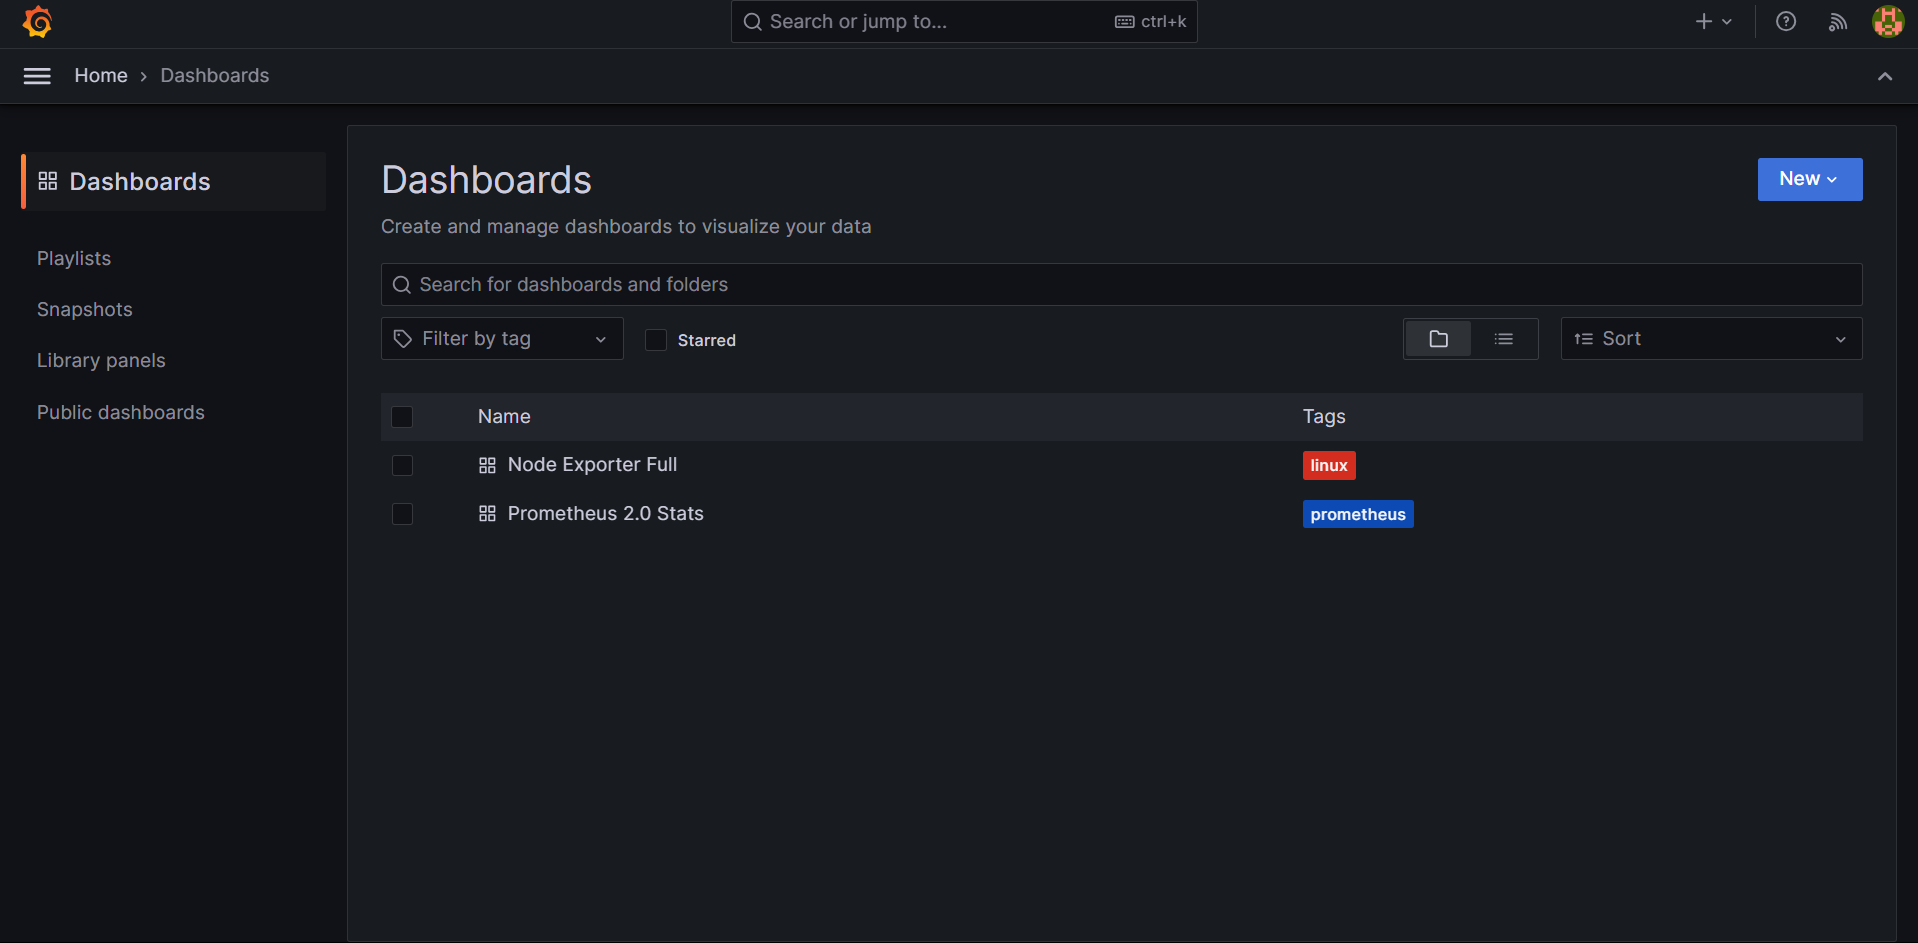 Search or jump to... ctrl+k
Home › Dashboards
Dashboards
Playlists
Snapshots
Library panels
Public dashboards
Dashboards
New
Create and manage dashboards to visualize your data
Search for dashboards and folders
Filter by tag Starred Sort
Name Tags
Node Exporter Full linux
Prometheus 2.0 Stats prometheus